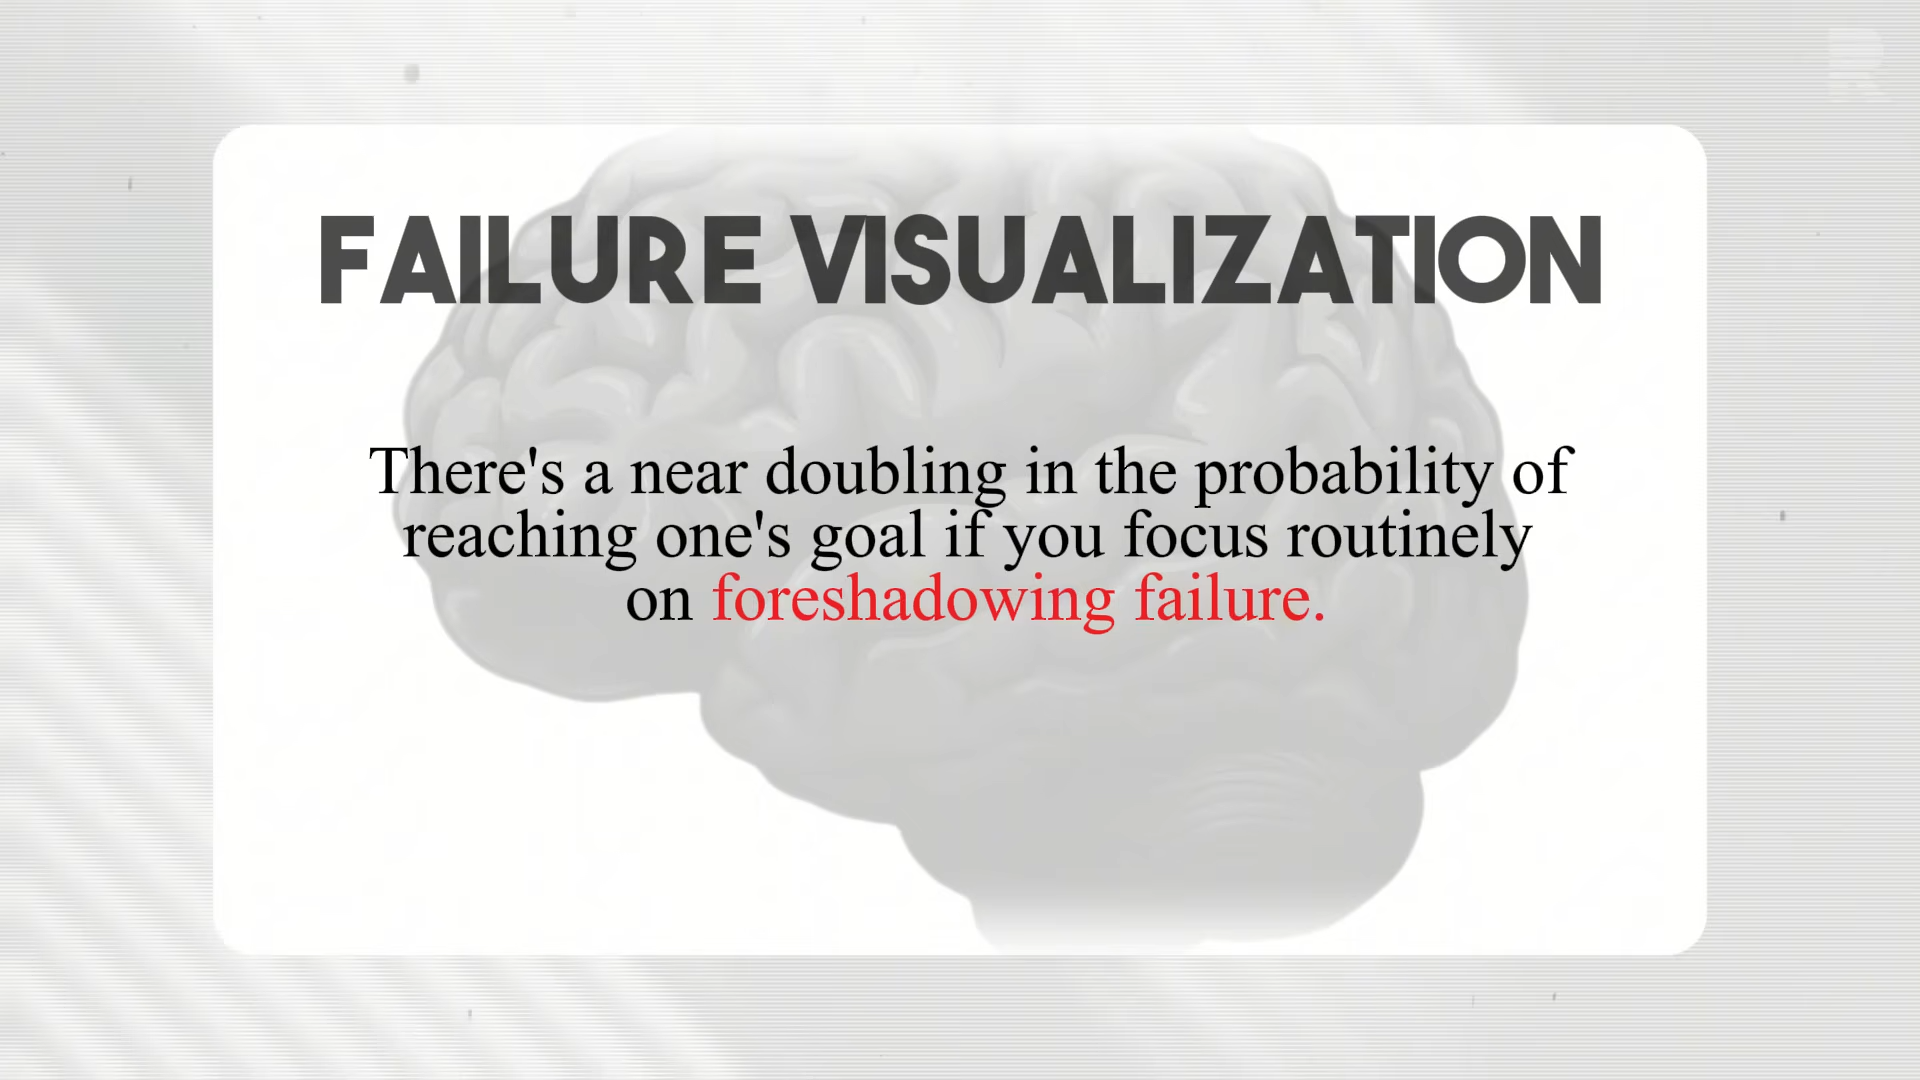 FAILURE VISUALIZATION
There's a near doubling in the probability of
reaching one's goal if you focus routinely
on foreshadowing failure.